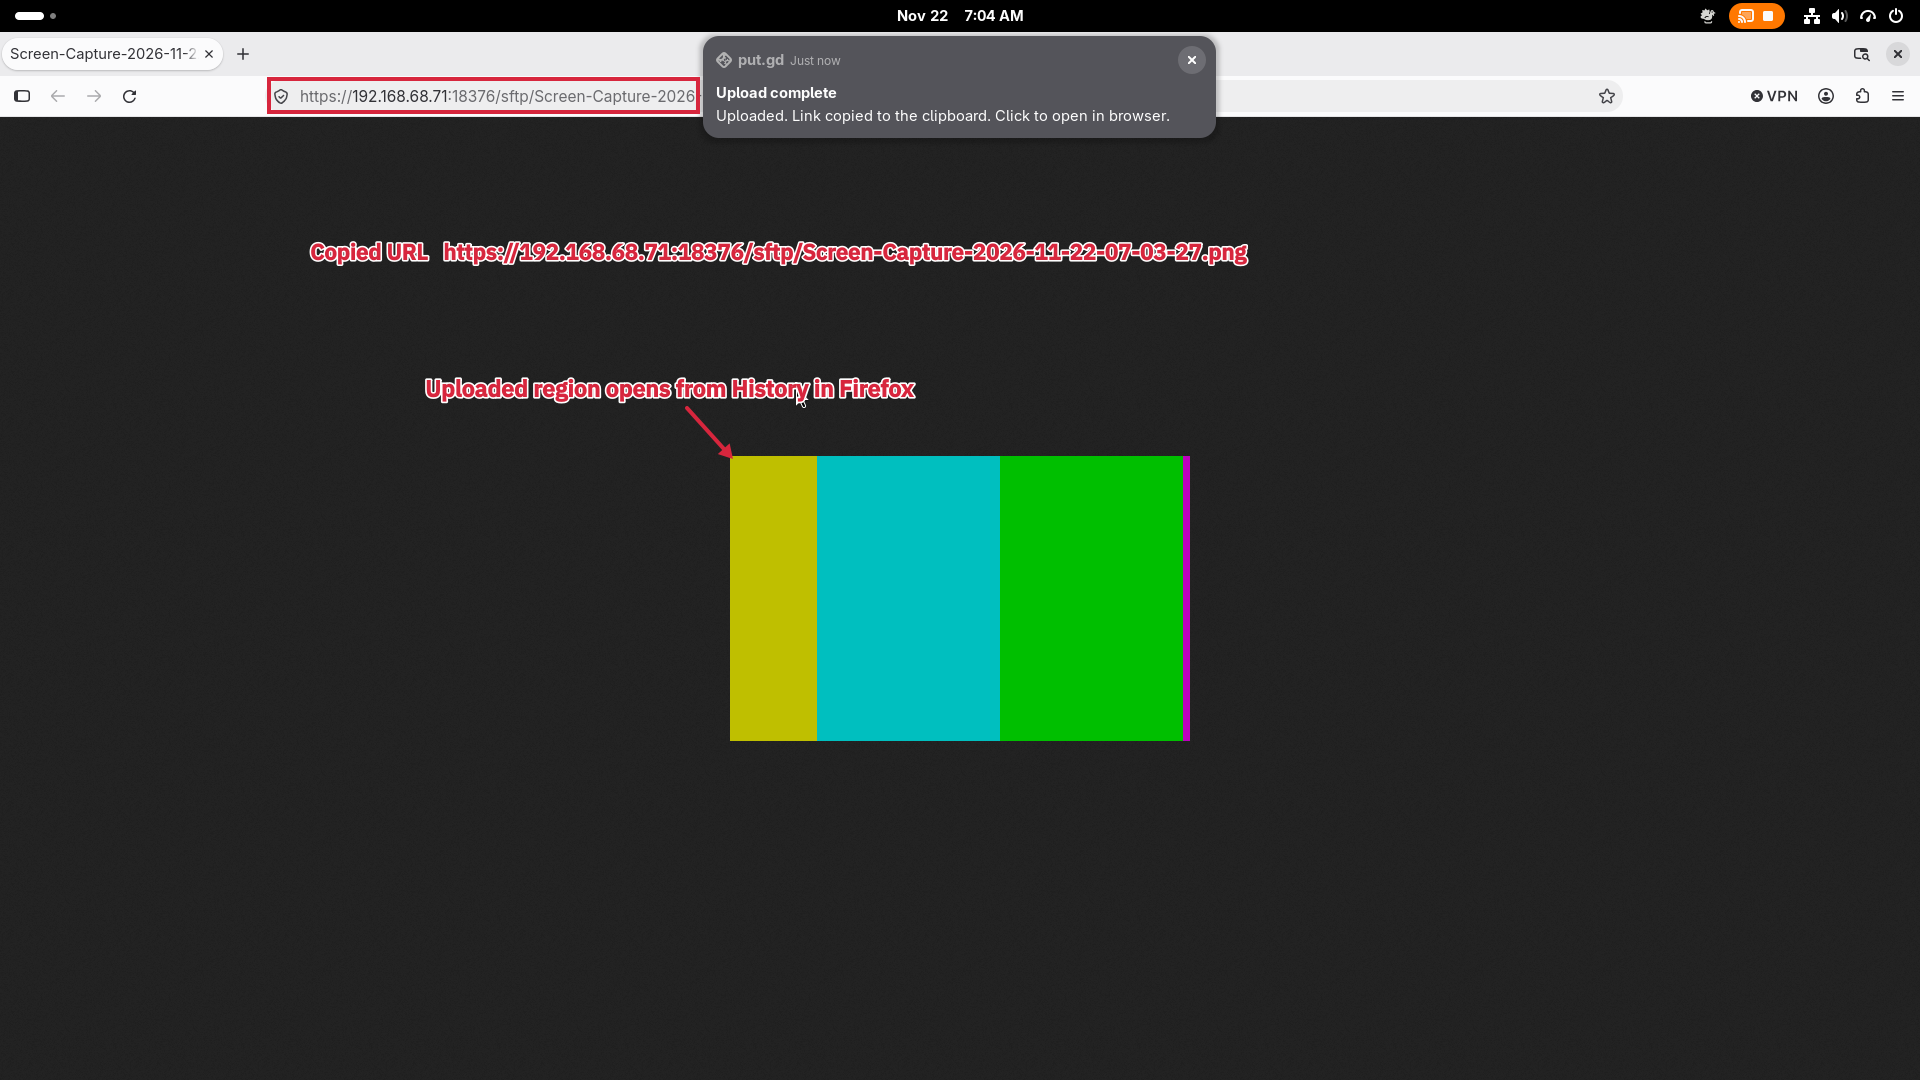 Nov 22 7:04 AM
Screen-Capture-2026-11-2
put.gd Just now
https://192.168.68.71:18376/sftp/Screen-Capture-2026-
VPN
Upload complete
Uploaded. Link copied to the clipboard. Click to open in browser.
Copied URL https://192.168.68.71:18376/sftp/Screen-Capture-2026-11-22-07-03-27.png
Uploaded region opens from History in Firefox